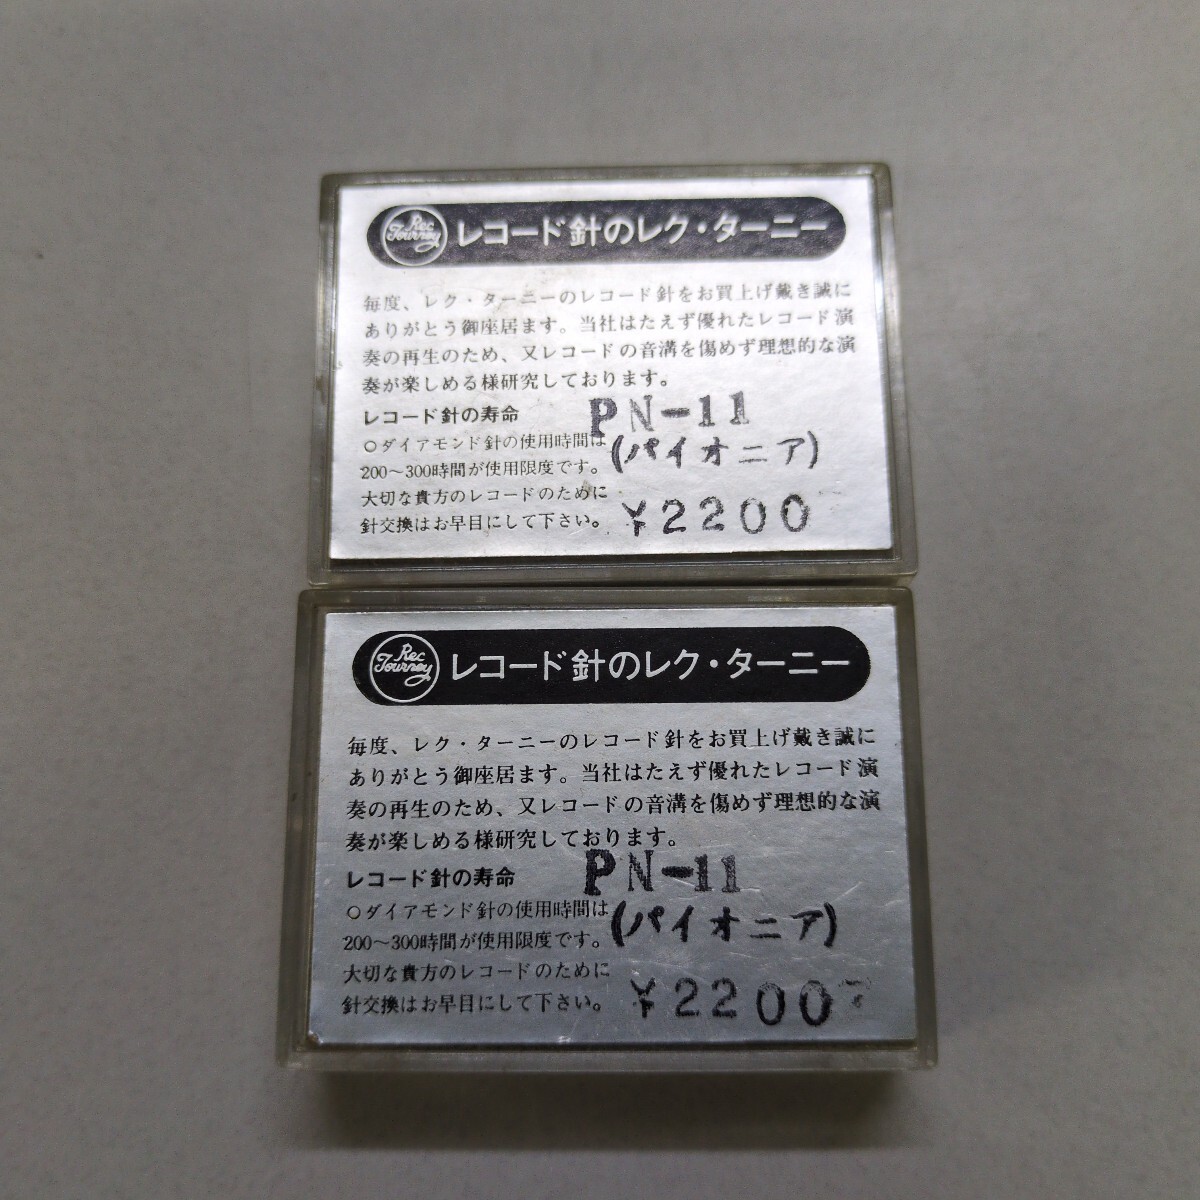 Rec Tourney レコード針のレク・ターニー
毎度、レク・ターニーのレコード針をお買上げ戴き誠に
ありがとう御座居ます。当社はたえず優れたレコード演
奏の再生のため、又レコードの音溝を傷めず理想的な演
奏が楽しめる様研究しております。
レコード針の寿命 PN-11
○ダイアモンド針の使用時間は (パイオニア)
200～300時間が使用限度です。
大切な貴方のレコードのために
針交換はお早目にして下さい。 ¥2200
Rec Tourney レコード針のレク・ターニー
毎度、レク・ターニーのレコード針をお買上げ戴き誠に
ありがとう御座居ます。当社はたえず優れたレコード演
奏の再生のため、又レコードの音溝を傷めず理想的な演
奏が楽しめる様研究しております。
レコード針の寿命 PN-11
○ダイアモンド針の使用時間は (パイオニア)
200～300時間が使用限度です。
大切な貴方のレコードのために
針交換はお早目にして下さい。 ¥2200